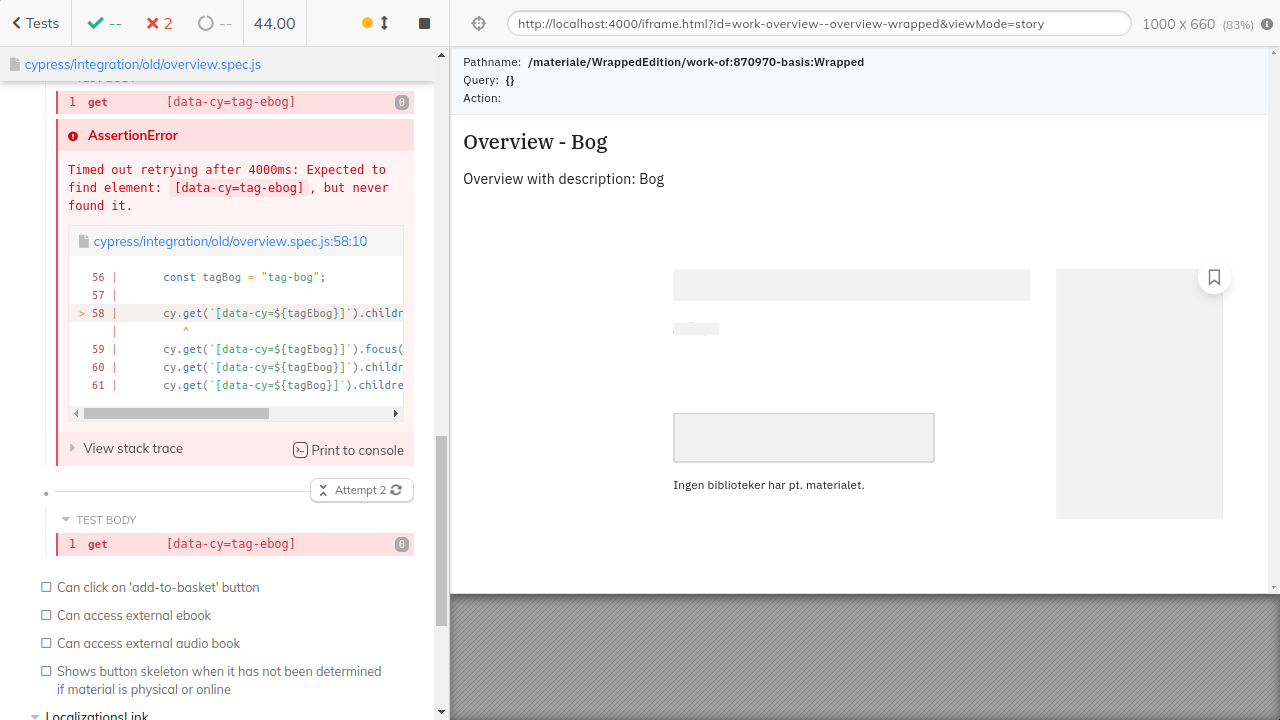 Tests
--
2
--
44.00
http://localhost:4000/iframe.html?id=work-overview--overview-wrapped&viewMode=story
1000 x 660 (83%)
cypress/integration/old/overview.spec.js
TEST BODY
1 get [data-cy=tag-ebog] 0
AssertionError
Timed out retrying after 4000ms: Expected to
find element: [data-cy=tag-ebog], but never
found it.
cypress/integration/old/overview.spec.js:58:10
56 | const tagBog = "tag-bog";
57 |
> 58 | cy.get(`[data-cy=${tagEbog}]`).childr
| ^
59 | cy.get(`[data-cy=${tagEbog}]`).focus(
60 | cy.get(`[data-cy=${tagEbog}]`).childr
61 | cy.get(`[data-cy=${tagBog}]`).childre
View stack trace
Print to console
Attempt 2
TEST BODY
1 get [data-cy=tag-ebog] 0
Can click on 'add-to-basket' button
Can access external ebook
Can access external audio book
Shows button skeleton when it has not been determined
if material is physical or online
LocalizationsLink
Pathname: /materiale/WrappedEdition/work-of:870970-basis:Wrapped
Query: {}
Action:
Overview - Bog
Overview with description: Bog
Ingen biblioteker har pt. materialet.